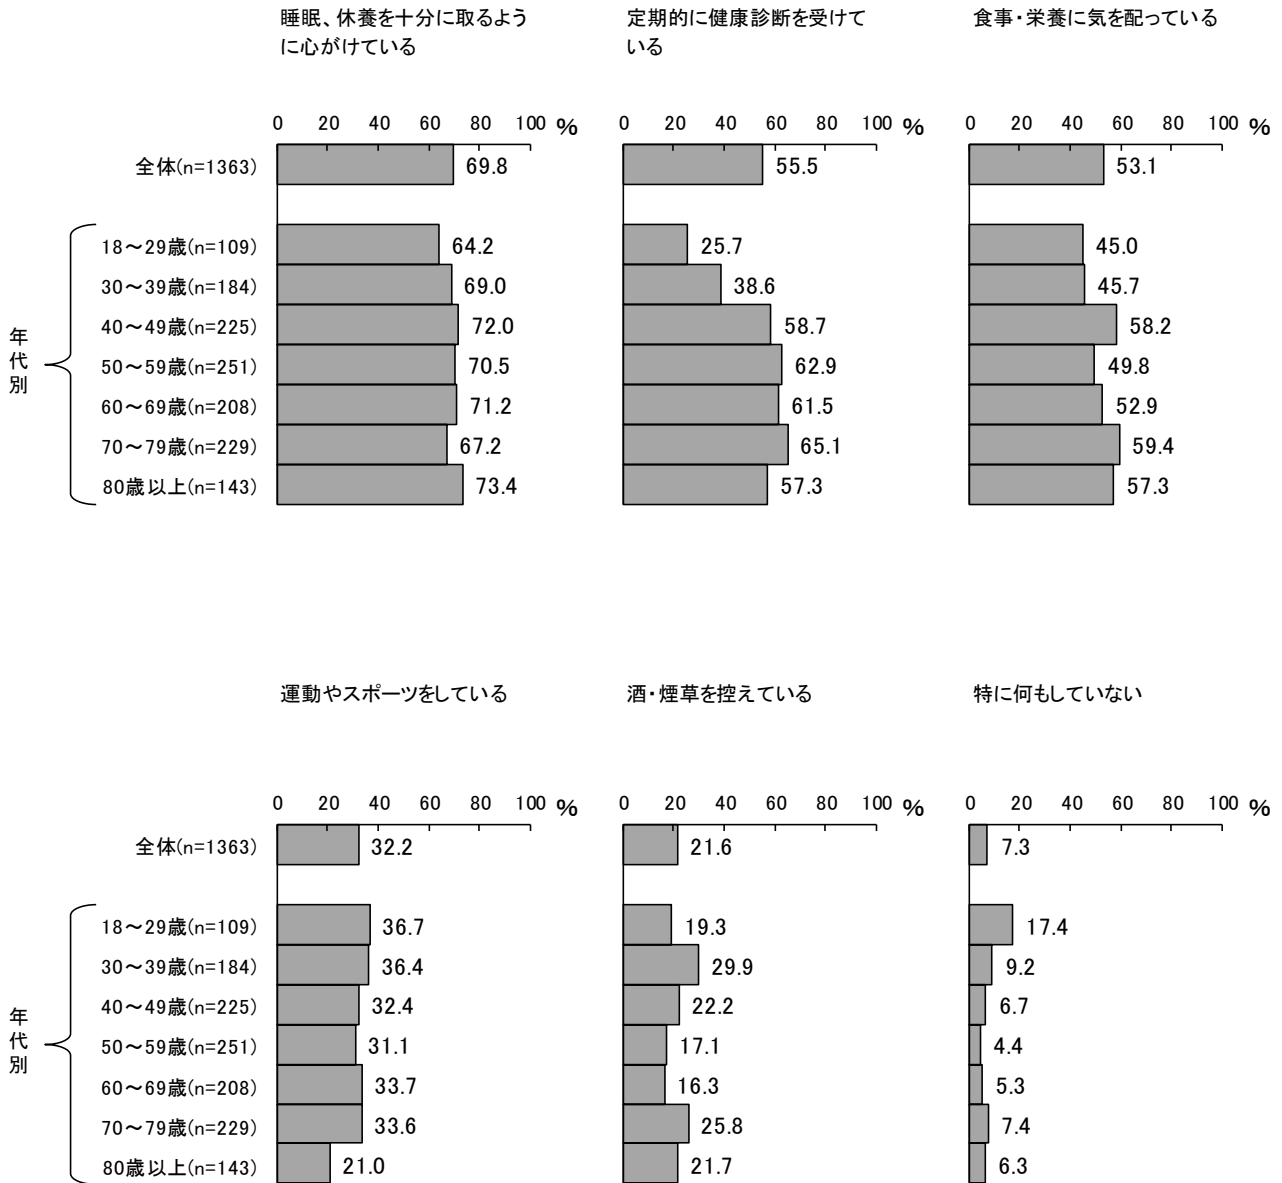 睡眠、休養を十分に取るよう
に心がけている
定期的に健康診断を受けて
いる
食事・栄養に気を配っている
0 20 40 60 80 100 %
0 20 40 60 80 100 %
0 20 40 60 80 100 %
全体(n=1363) 69.8 55.5 53.1
年代別
18～29歳(n=109) 64.2 25.7 45.0
30～39歳(n=184) 69.0 38.6 45.7
40～49歳(n=225) 72.0 58.7 58.2
50～59歳(n=251) 70.5 62.9 49.8
60～69歳(n=208) 71.2 61.5 52.9
70～79歳(n=229) 67.2 65.1 59.4
80歳以上(n=143) 73.4 57.3 57.3
運動やスポーツをしている
酒・煙草を控えている
特に何もしていない
0 20 40 60 80 100 %
0 20 40 60 80 100 %
0 20 40 60 80 100 %
全体(n=1363) 32.2 21.6 7.3
年代別
18～29歳(n=109) 36.7 19.3 17.4
30～39歳(n=184) 36.4 29.9 9.2
40～49歳(n=225) 32.4 22.2 6.7
50～59歳(n=251) 31.1 17.1 4.4
60～69歳(n=208) 33.7 16.3 5.3
70～79歳(n=229) 33.6 25.8 7.4
80歳以上(n=143) 21.0 21.7 6.3